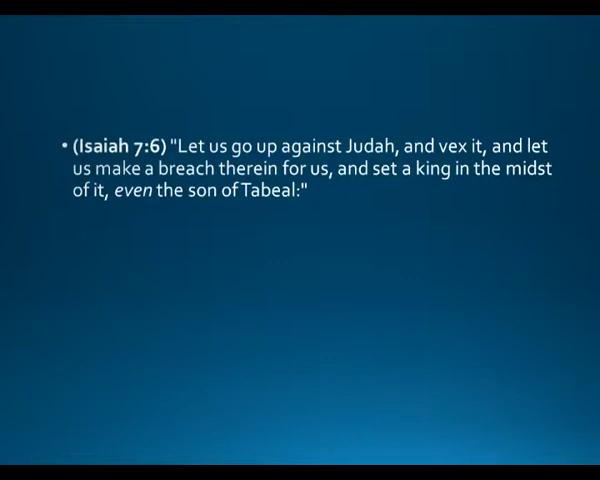 • (Isaiah 7:6) "Let us go up against Judah, and vex it, and let
us make a breach therein for us, and set a king in the midst
of it, even the son of Tabeal:"